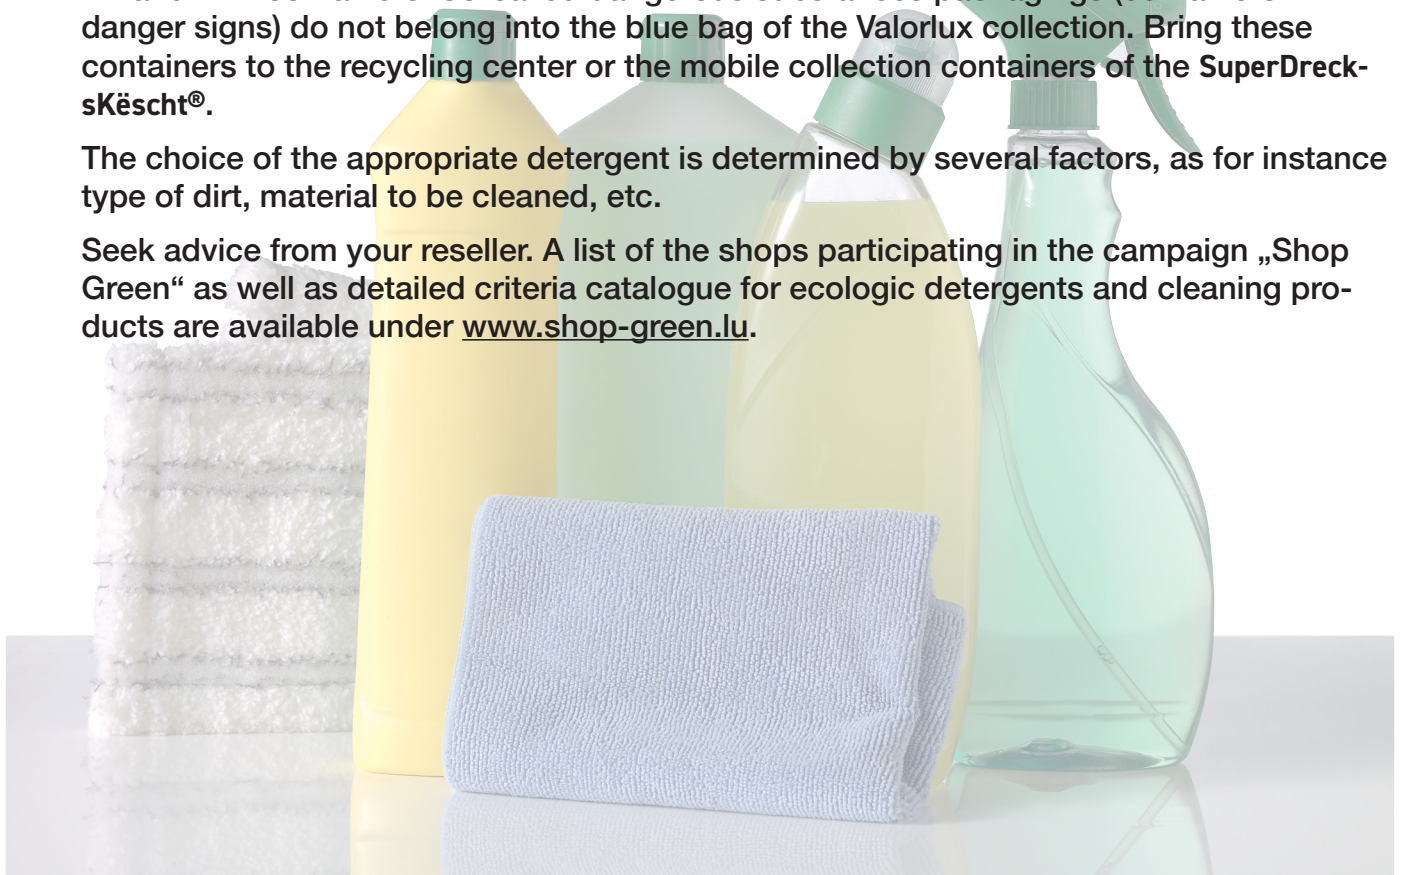 danger signs) do not belong into the blue bag of the Valorlux collection. Bring these
containers to the recycling center or the mobile collection containers of the SuperDreck-
sKëscht®.
The choice of the appropriate detergent is determined by several factors, as for instance
type of dirt, material to be cleaned, etc.
Seek advice from your reseller. A list of the shops participating in the campaign „Shop
Green“ as well as detailed criteria catalogue for ecologic detergents and cleaning pro-
ducts are available under www.shop-green.lu.